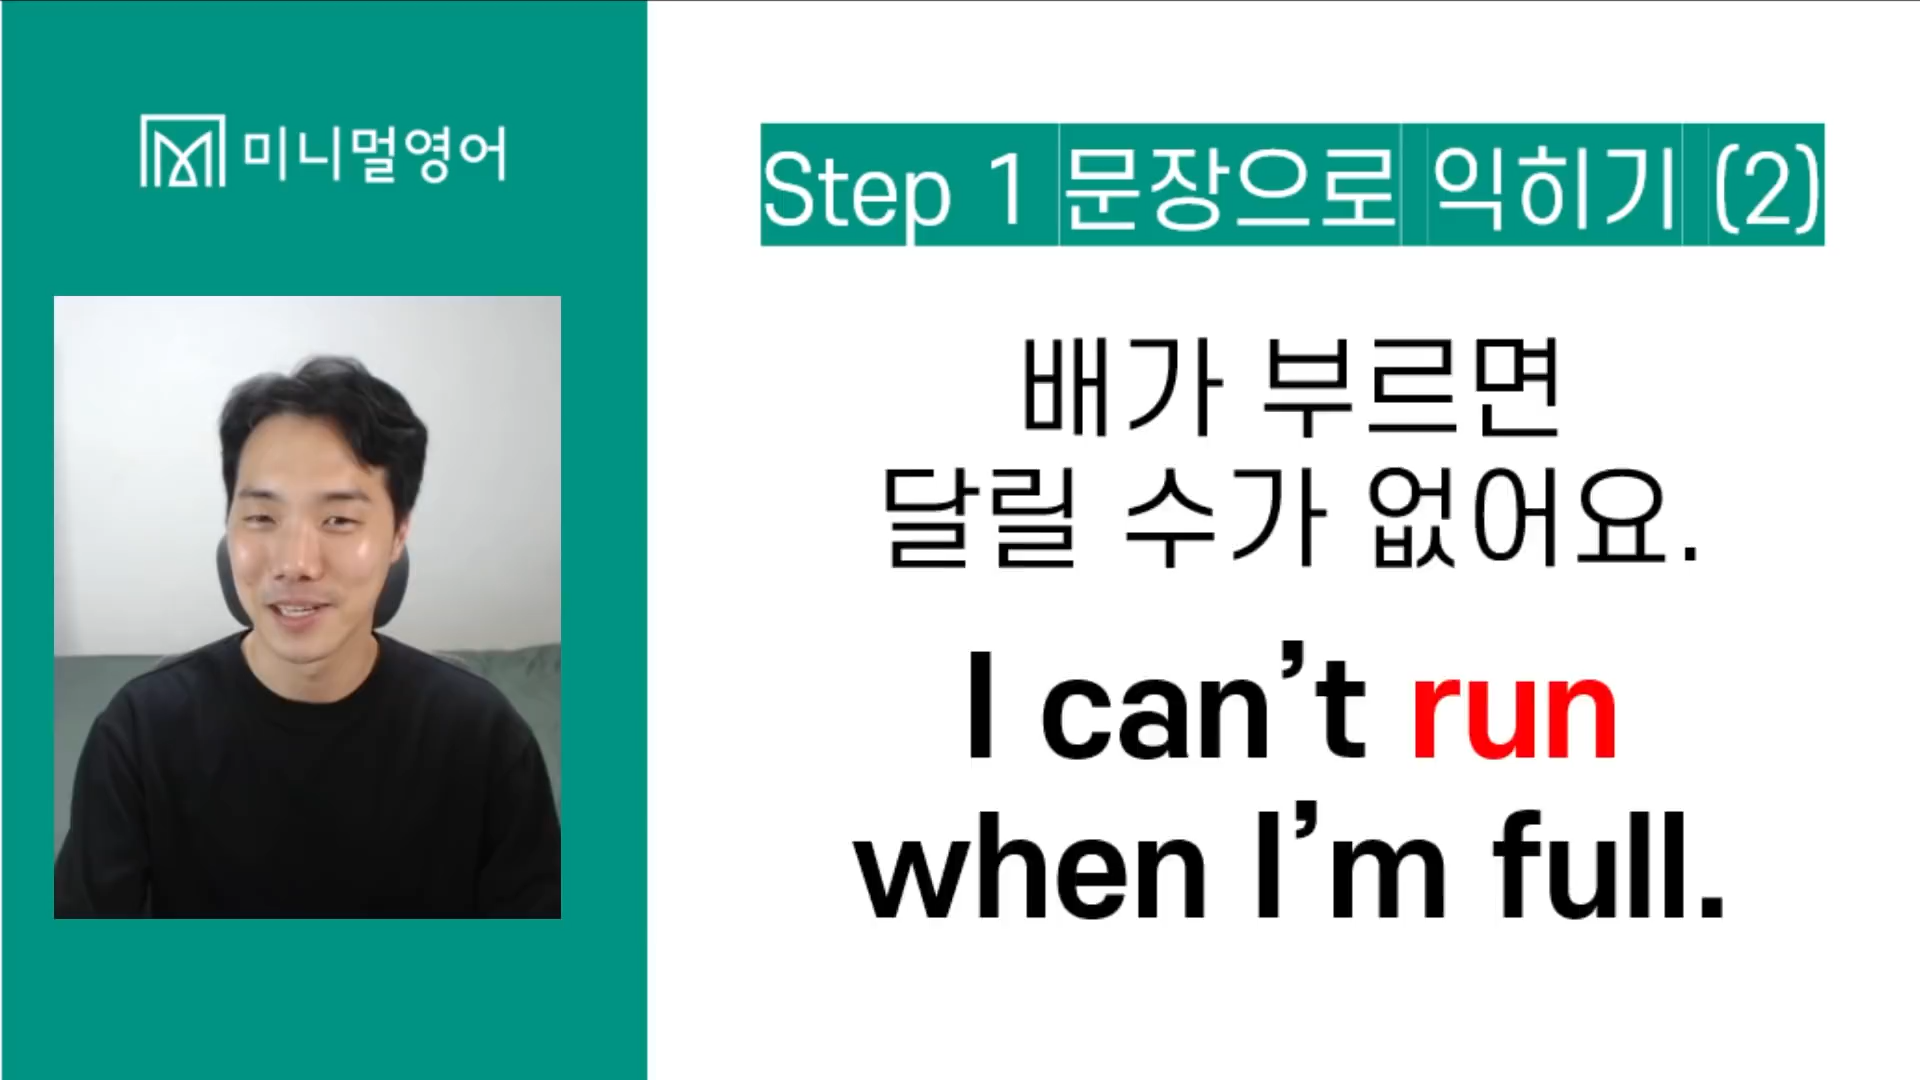 미니멀영어
Step 1 문장으로 익히기 (2)
배가 부르면
달릴 수가 없어요.
I can’t run
when I’m full.